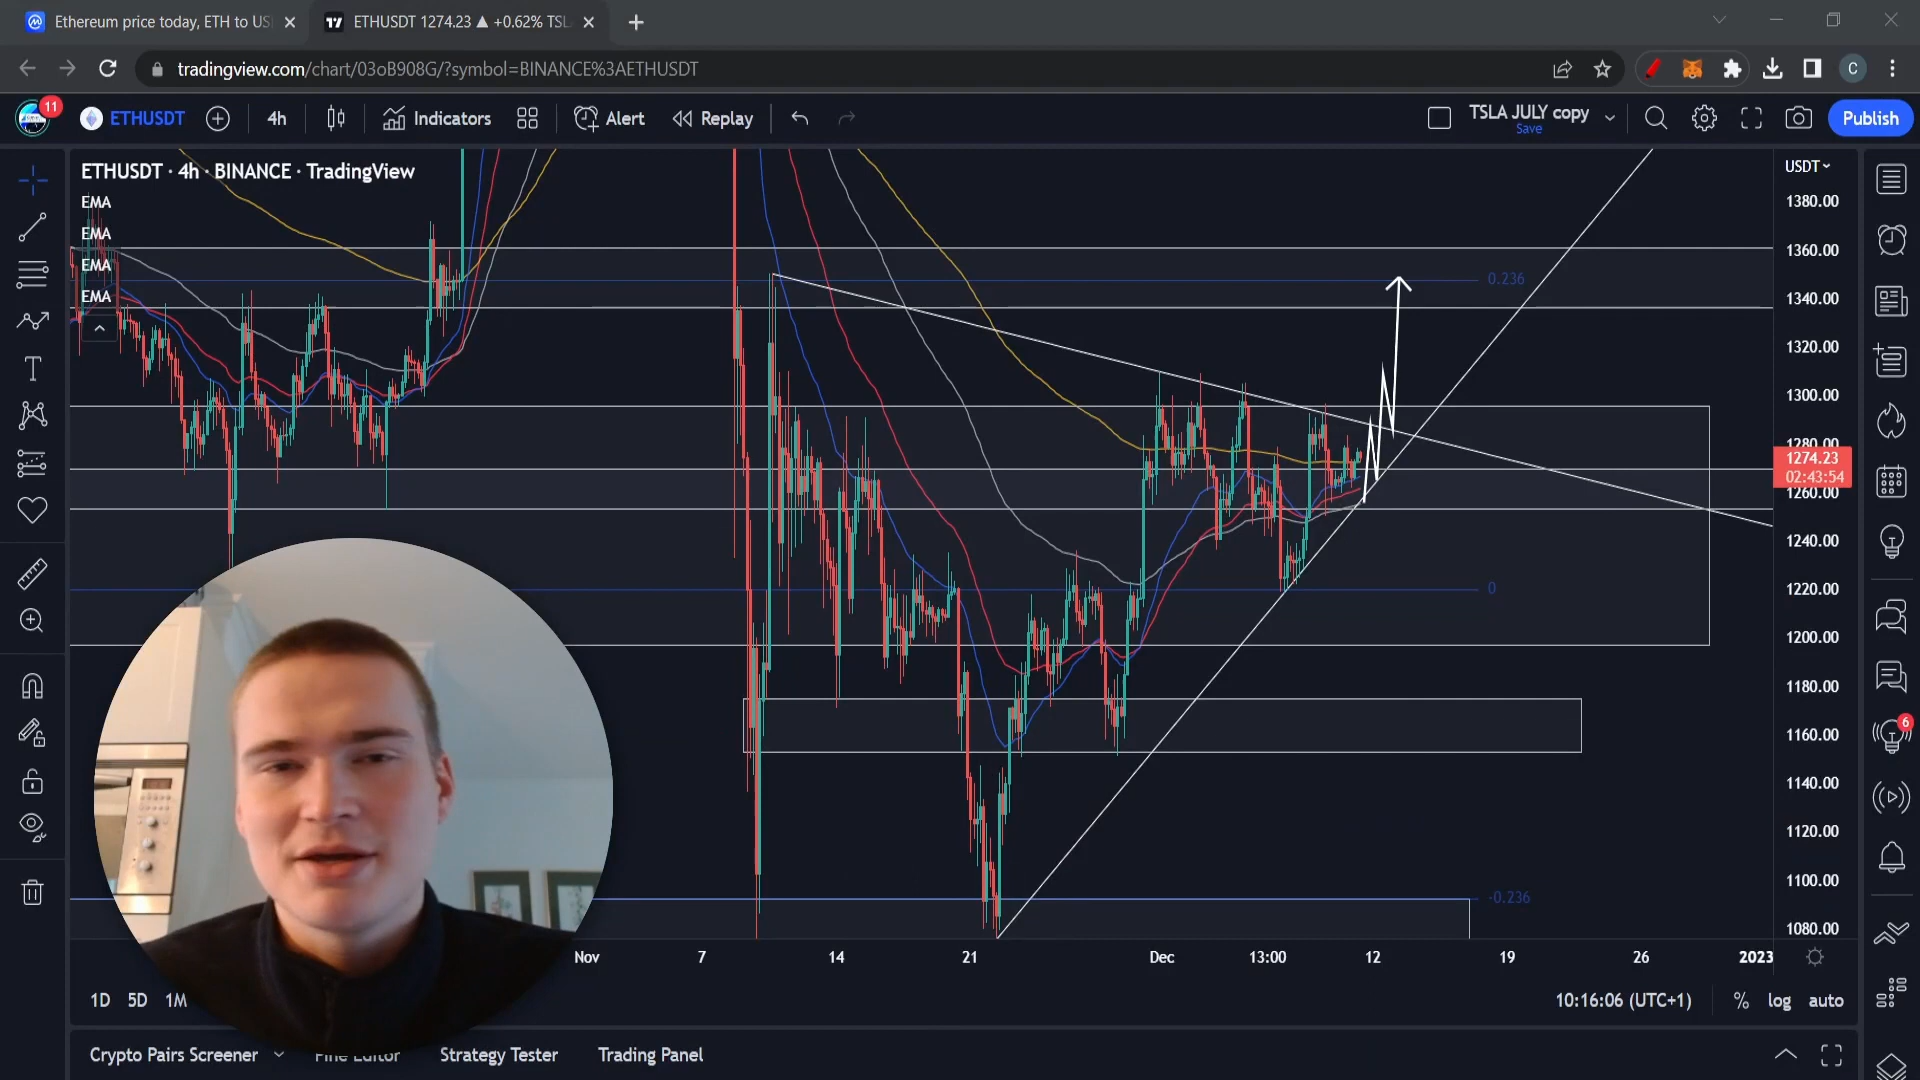 Ethereum price today, ETH to US
ETHUSDT 1274.23 ▲ +0.62% TSL
tradingview.com/chart/03oB908G/?symbol=BINANCE%3AETHUSDT
C
11
ETHUSDT
4h
Indicators
Alert
Replay
TSLA JULY copy
Save
Publish
ETHUSDT · 4h · BINANCE · TradingView
EMA
EMA
EMA
EMA
USDT
1380.00
1360.00
1340.00
1320.00
1300.00
1280.00
1274.23
02:43:54
1260.00
1240.00
1220.00
1200.00
1180.00
1160.00
1140.00
1120.00
1100.00
1080.00
0.236
0
-0.236
6
Nov
7
14
21
Dec
13:00
12
19
26
2023
1D
5D
1M
10:16:06 (UTC+1)
%
log
auto
Crypto Pairs Screener
Pine Editor
Strategy Tester
Trading Panel